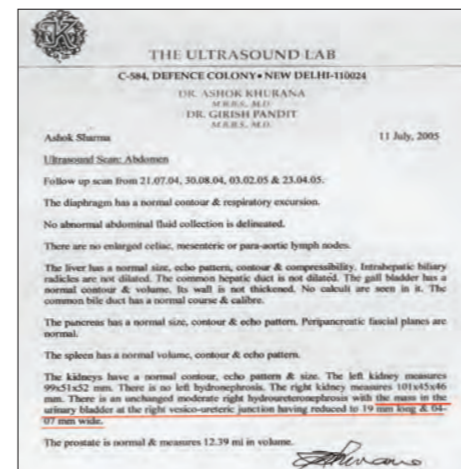 THE ULTRASOUND LAB
C-584, DEFENCE COLONY • NEW DELHI-110024
DR. ASHOK KHURANA
M.B.B.S., M.D.
DR. GIRISH PANDIT
M.B.B.S., M.D.
Ashok Sharma 11 July, 2005
Ultrasound Scan: Abdomen
Follow up scan from 21.07.04, 30.08.04, 03.02.05 & 23.04.05.
The diaphragm has a normal contour & respiratory excursion.
No abnormal abdominal fluid collection is delineated.
There are no enlarged celiac, mesenteric or para-aortic lymph nodes.
The liver has a normal size, echo pattern, contour & compressibility. Intrahepatic biliary
radicles are not dilated. The common hepatic duct is not dilated. The gall bladder has a
normal contour & volume. Its wall is not thickened. No calculi are seen in it. The
common bile duct has a normal course & calibre.
The pancreas has a normal size, contour & echo pattern. Peripancreatic fascial planes are
normal.
The spleen has a normal volume, contour & echo pattern.
The kidneys have a normal contour, echo pattern & size. The left kidney measures
99x51x52 mm. There is no left hydronephrosis. The right kidney measures 101x45x46
mm. There is an unchanged moderate right hydroureteronephrosis with the mass in the
urinary bladder at the right vesico-ureteric junction having reduced to 19 mm long & 04-
07 mm wide.
The prostate is normal & measures 12.39 ml in volume.